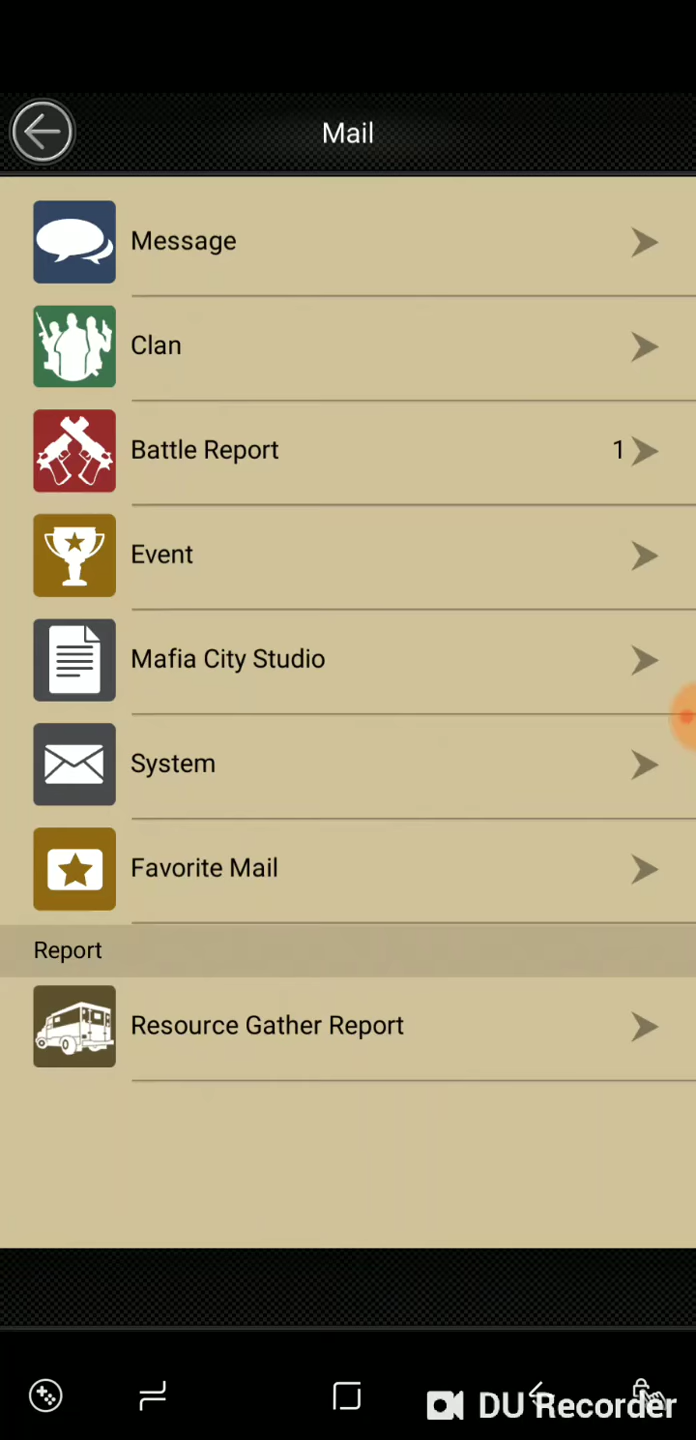 Mail
Message
Clan
Battle Report 1
Event
Mafia City Studio
System
Favorite Mail
Report
Resource Gather Report
DU Recorder